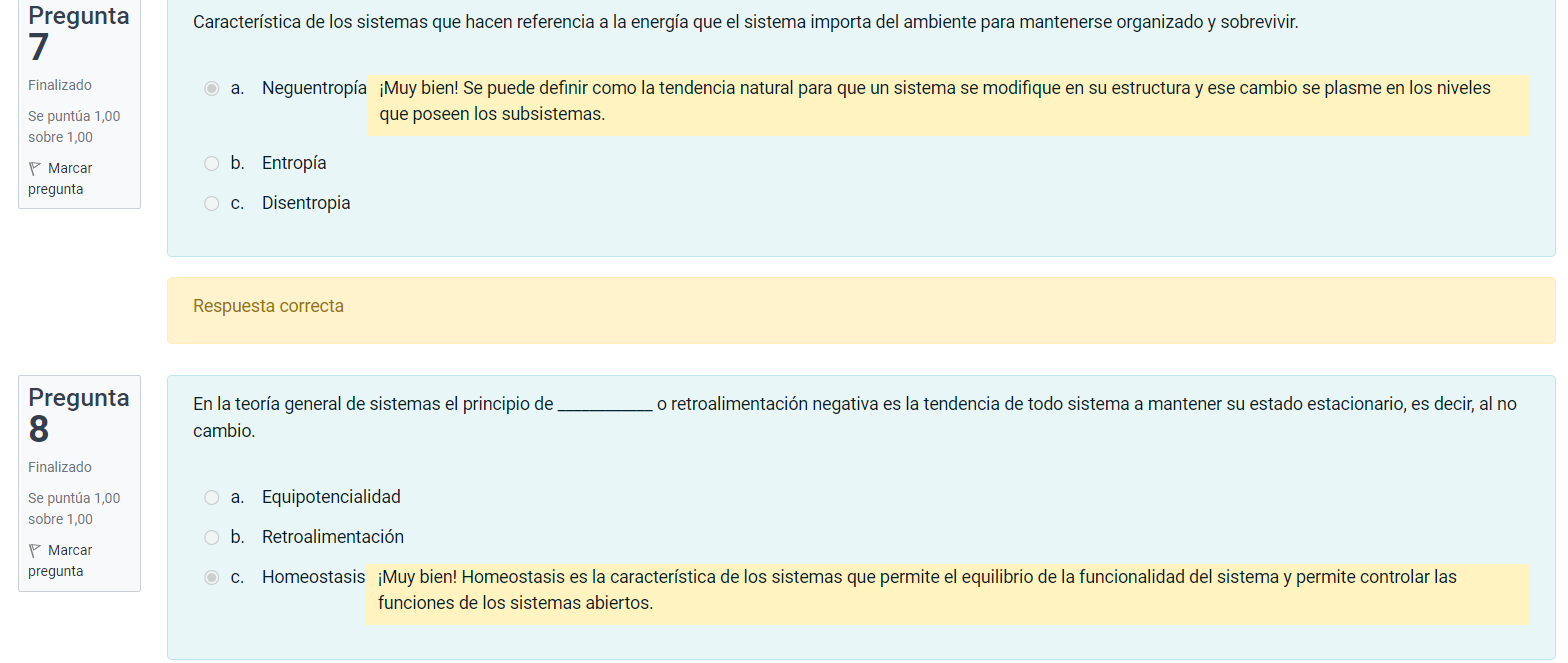 Pregunta
7
Finalizado
Se puntúa 1,00
sobre 1,00
Marcar
pregunta
Característica de los sistemas que hacen referencia a la energía que el sistema importa del ambiente para mantenerse organizado y sobrevivir.
a. Neguentropía ¡Muy bien! Se puede definir como la tendencia natural para que un sistema se modifique en su estructura y ese cambio se plasme en los niveles
que poseen los subsistemas.
b. Entropía
c. Disentropia
Respuesta correcta
Pregunta
8
Finalizado
Se puntúa 1,00
sobre 1,00
Marcar
pregunta
En la teoría general de sistemas el principio de ___________ o retroalimentación negativa es la tendencia de todo sistema a mantener su estado estacionario, es decir, al no
cambio.
a. Equipotencialidad
b. Retroalimentación
c. Homeostasis ¡Muy bien! Homeostasis es la característica de los sistemas que permite el equilibrio de la funcionalidad del sistema y permite controlar las
funciones de los sistemas abiertos.